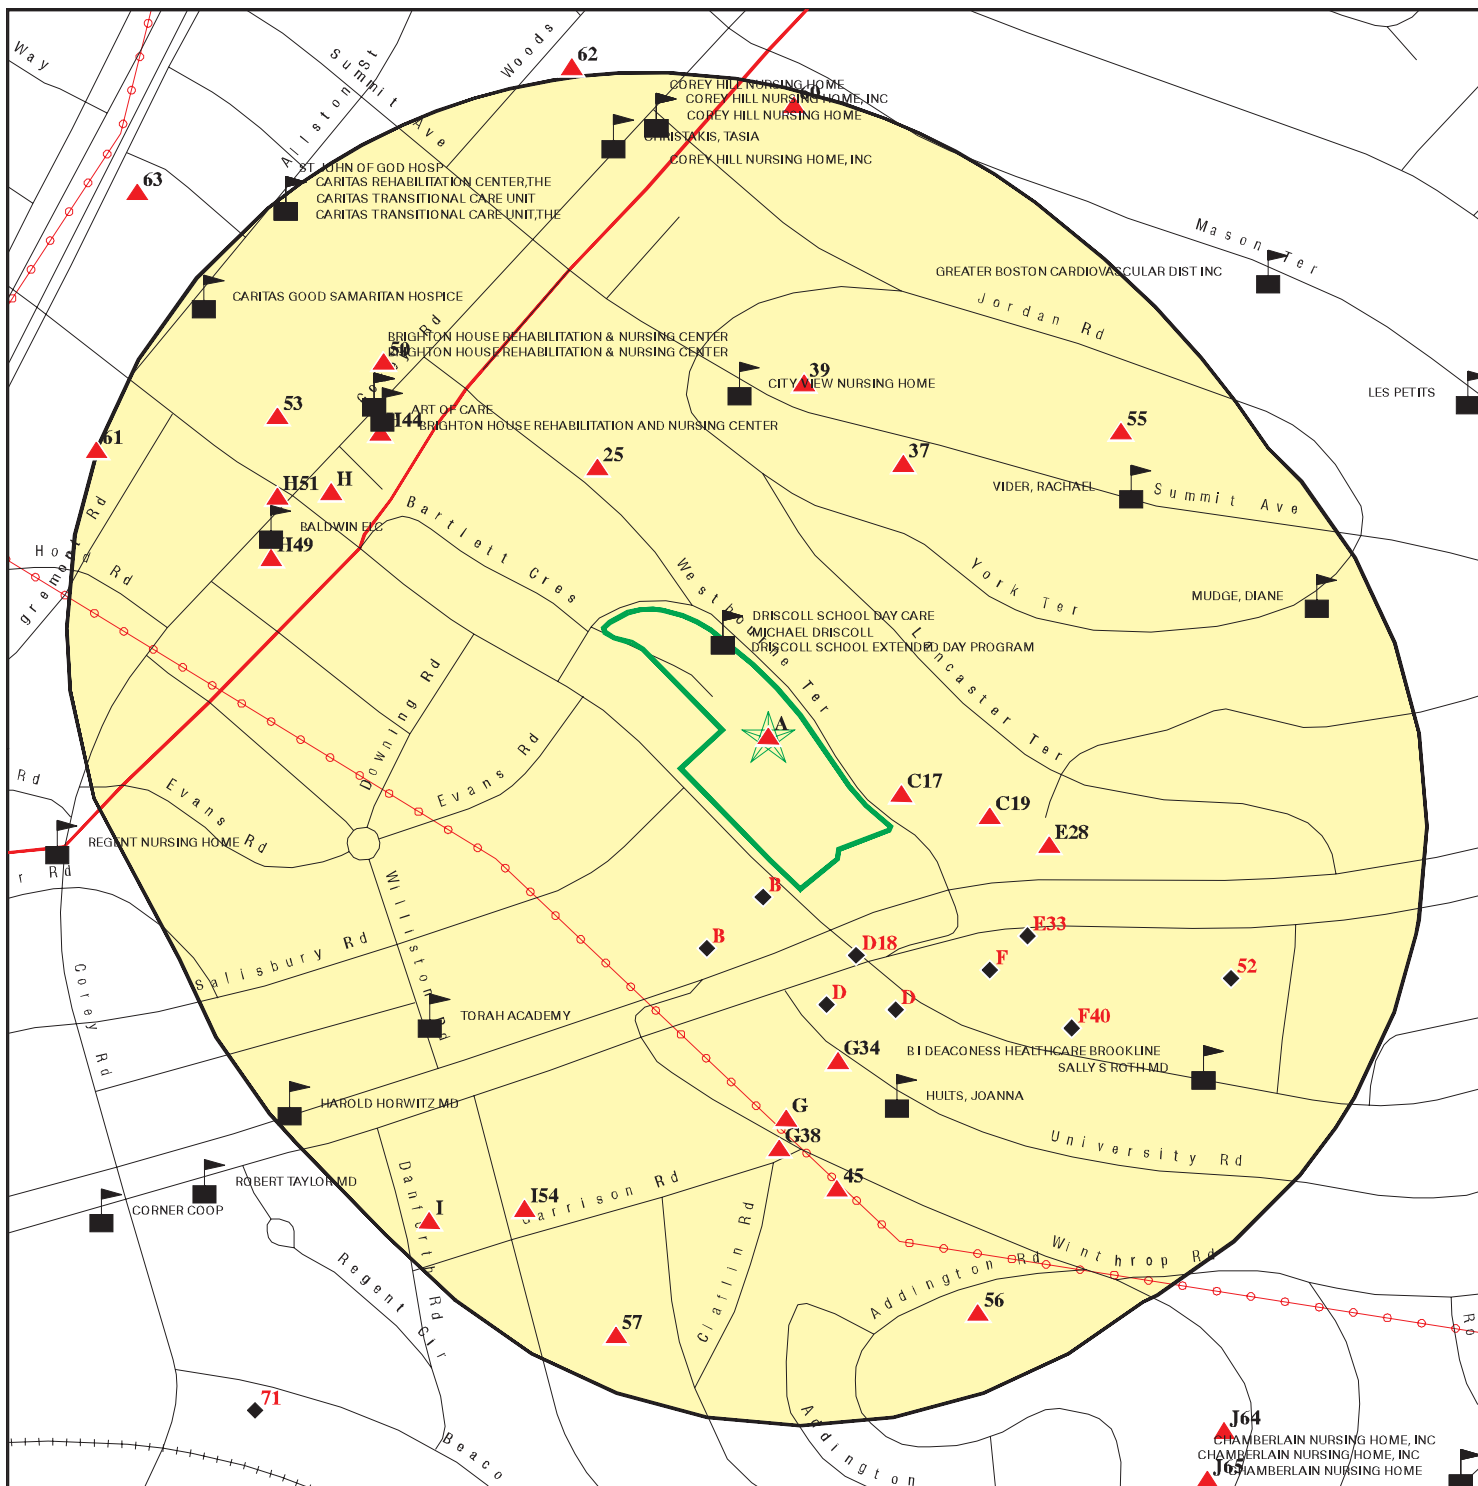 Way
Summit Ave
Allston St
Woods
62
COREY HILL NURSING HOME
COREY HILL NURSING HOME, INC
COREY HILL NURSING HOME
CHRISTAKIS, TASIA
COREY HILL NURSING HOME, INC
63
ST JOHN OF GOD HOSP
CARITAS REHABILITATION CENTER,THE
CARITAS TRANSITIONAL CARE UNIT
CARITAS TRANSITIONAL CARE UNIT,THE
Mason Ter
GREATER BOSTON CARDIOVASCULAR DIST INC
CARITAS GOOD SAMARITAN HOSPICE
Jordan Rd
BRIGHTON HOUSE REHABILITATION & NURSING CENTER
BRIGHTON HOUSE REHABILITATION & NURSING CENTER
39
CITY VIEW NURSING HOME
LES PETITS
53
ART OF CARE
H44
BRIGHTON HOUSE REHABILITATION AND NURSING CENTER
61
25
37
55
H51
H
VIDER, RACHAEL
Summit Ave
BALDWIN ELC
H49
Bartlett Cres
Westbourne Ter
York Ter
Lancaster Ter
MUDGE, DIANE
DRISCOLL SCHOOL DAY CARE
MICHAEL DRISCOLL
DRISCOLL SCHOOL EXTENDED DAY PROGRAM
Downing Rd
A
Rd
Evans Rd
Evans Rd
C17
C19
E28
REGENT NURSING HOME
r Rd
Williston Rd
B
B
D18
E33
F
52
Salisbury Rd
Corey Rd
D
D
F40
TORAH ACADEMY
G34
B I DEACONESS HEALTHCARE BROOKLINE
SALLY S ROTH MD
HAROLD HORWITZ MD
HULTS, JOANNA
G
G38
University Rd
Danforth Rd
ROBERT TAYLOR MD
CORNER COOP
45
I54
I
Garrison Rd
Claflin Rd
Winthrop Rd
Addington Rd
Regent Cir
56
57
Rd
71
Beaco
Addington
J64
CHAMBERLAIN NURSING HOME, INC
CHAMBERLAIN NURSING HOME, INC
J65
CHAMBERLAIN NURSING HOME